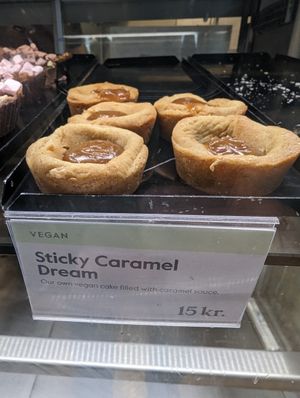 VEGAN
Sticky Caramel
Dream
Our own vegan cake filled with caramel sauce.
15 kr.